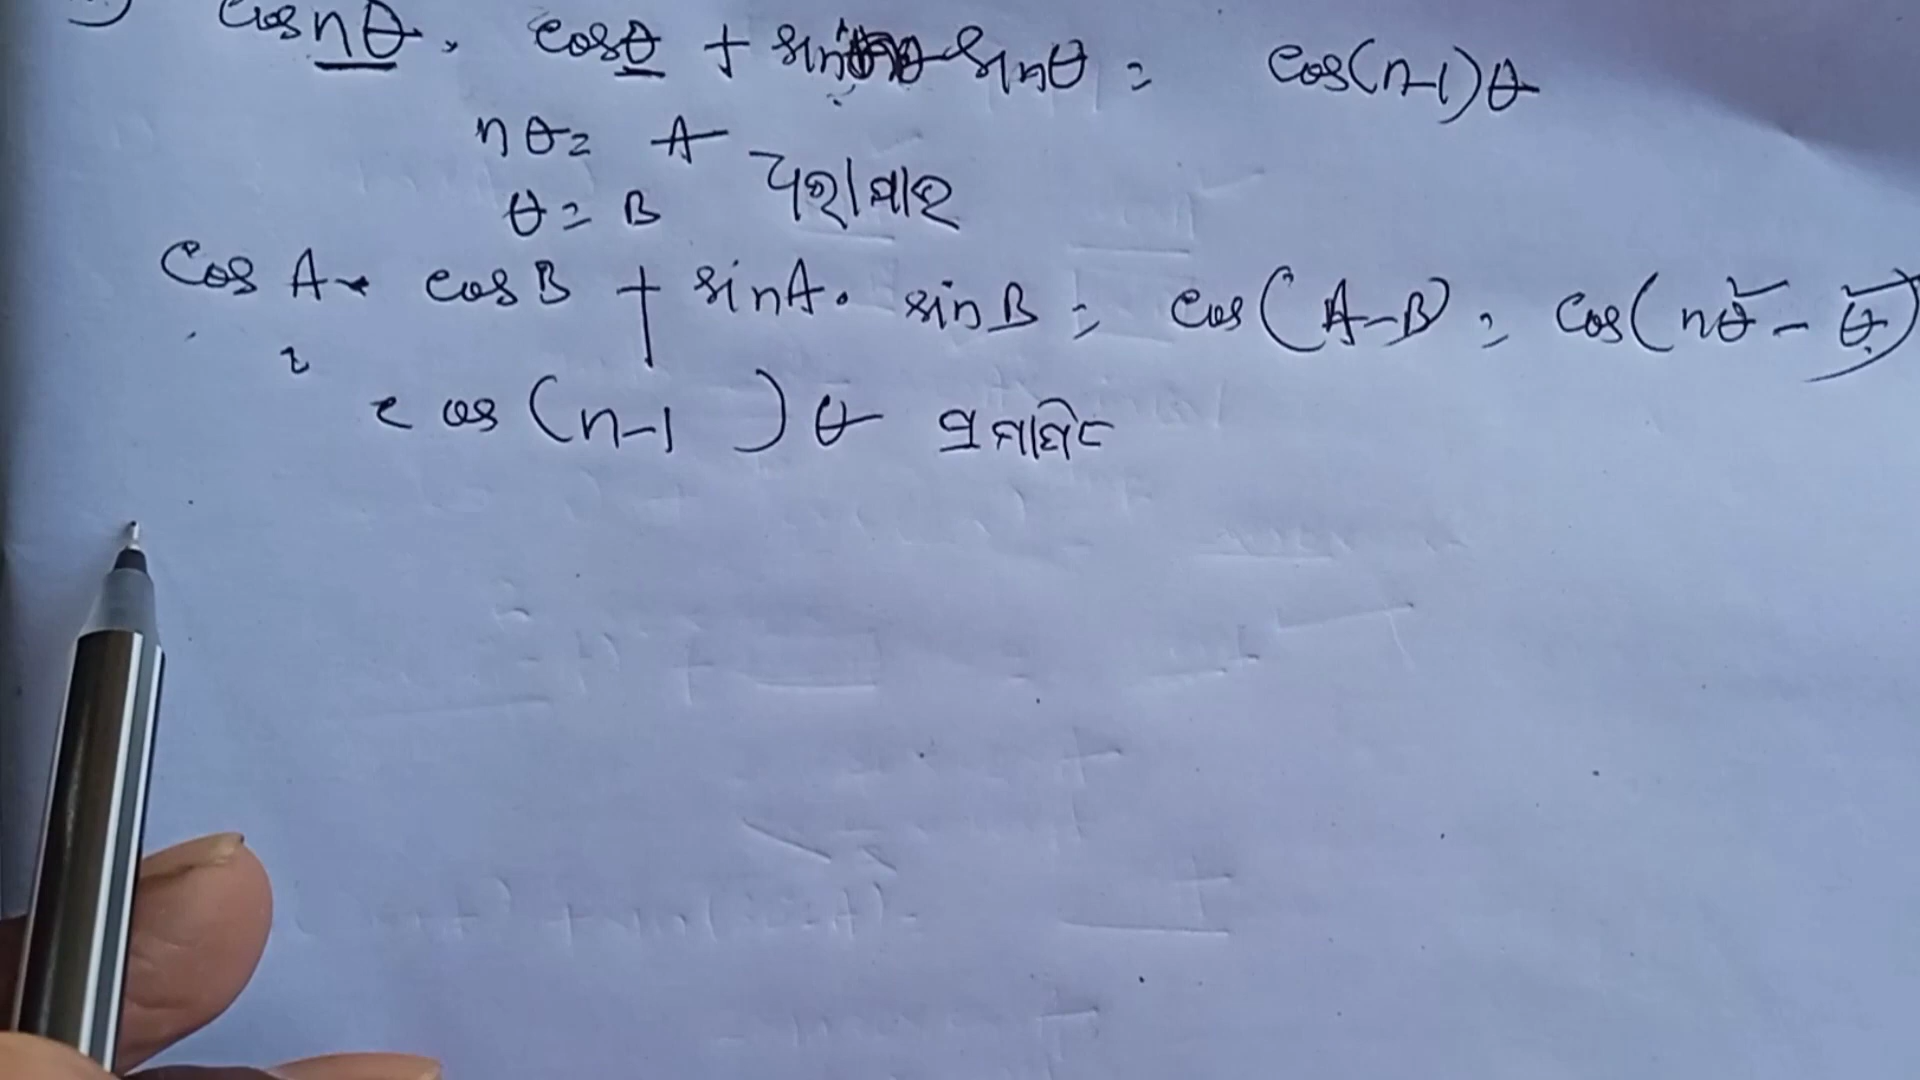 cos nθ . cosθ + sin nθ sinθ = cos(n-1)θ
nθ = A
θ = B ଧରାଯାଉ
cos A . cos B + sin A . sin B = cos(A-B) = cos(nθ - θ)
= cos(n-1)θ ପ୍ରମାଣିତ